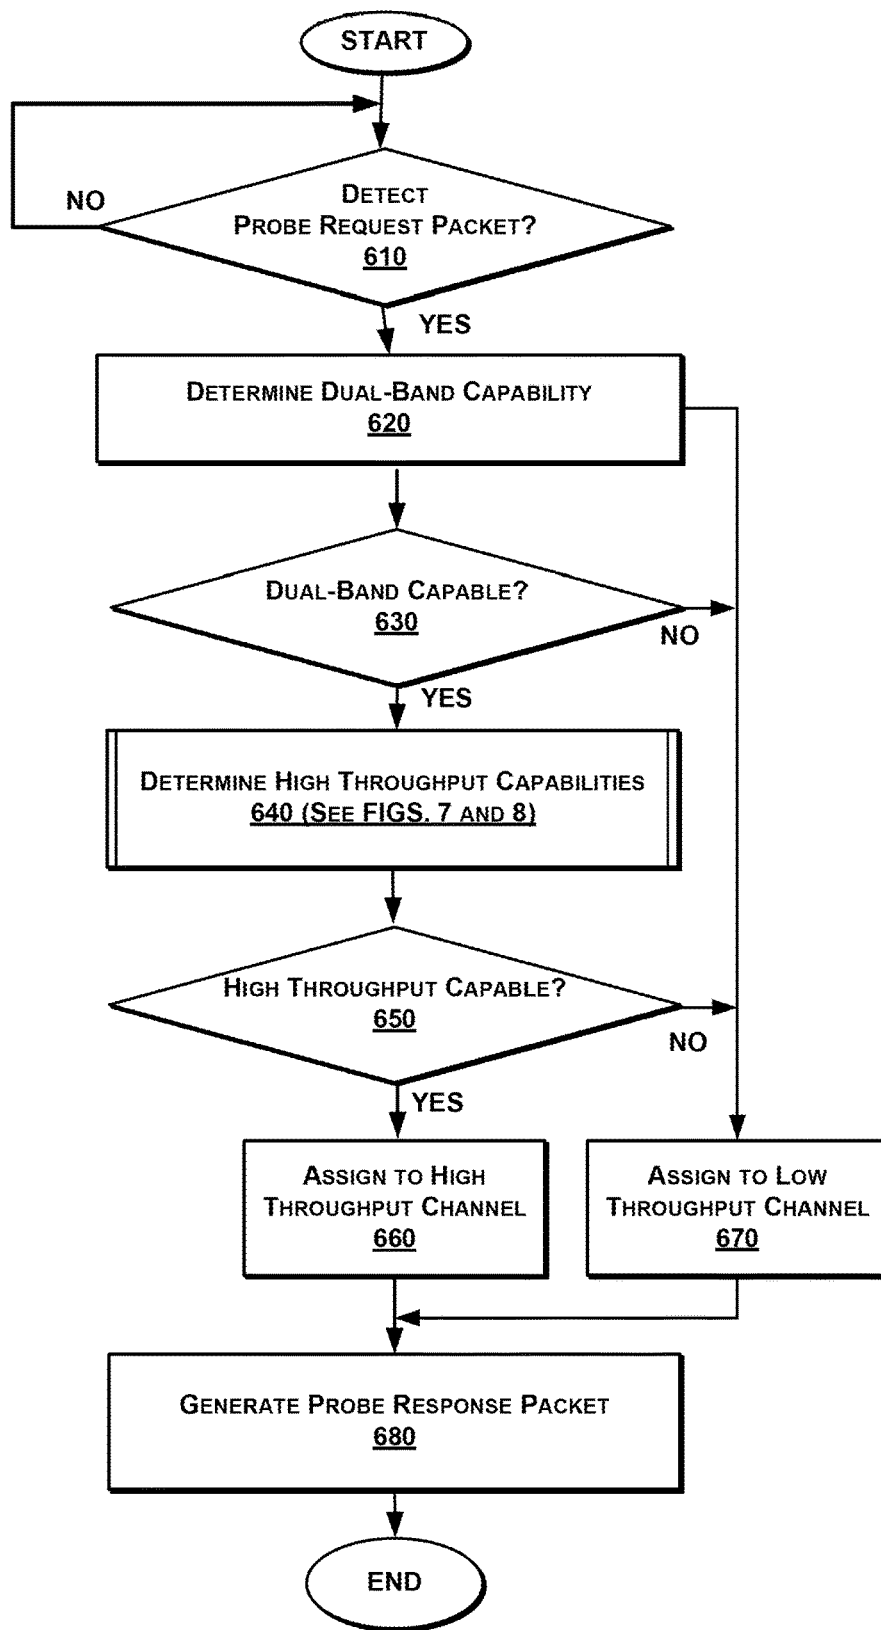 START
NO
DETECT
PROBE REQUEST PACKET?
610
YES
DETERMINE DUAL-BAND CAPABILITY
620
DUAL-BAND CAPABLE?
630
NO
YES
DETERMINE HIGH THROUGHPUT CAPABILITIES
640 (SEE FIGS. 7 AND 8)
HIGH THROUGHPUT CAPABLE?
650
NO
YES
ASSIGN TO HIGH
THROUGHPUT CHANNEL
660
ASSIGN TO LOW
THROUGHPUT CHANNEL
670
GENERATE PROBE RESPONSE PACKET
680
END